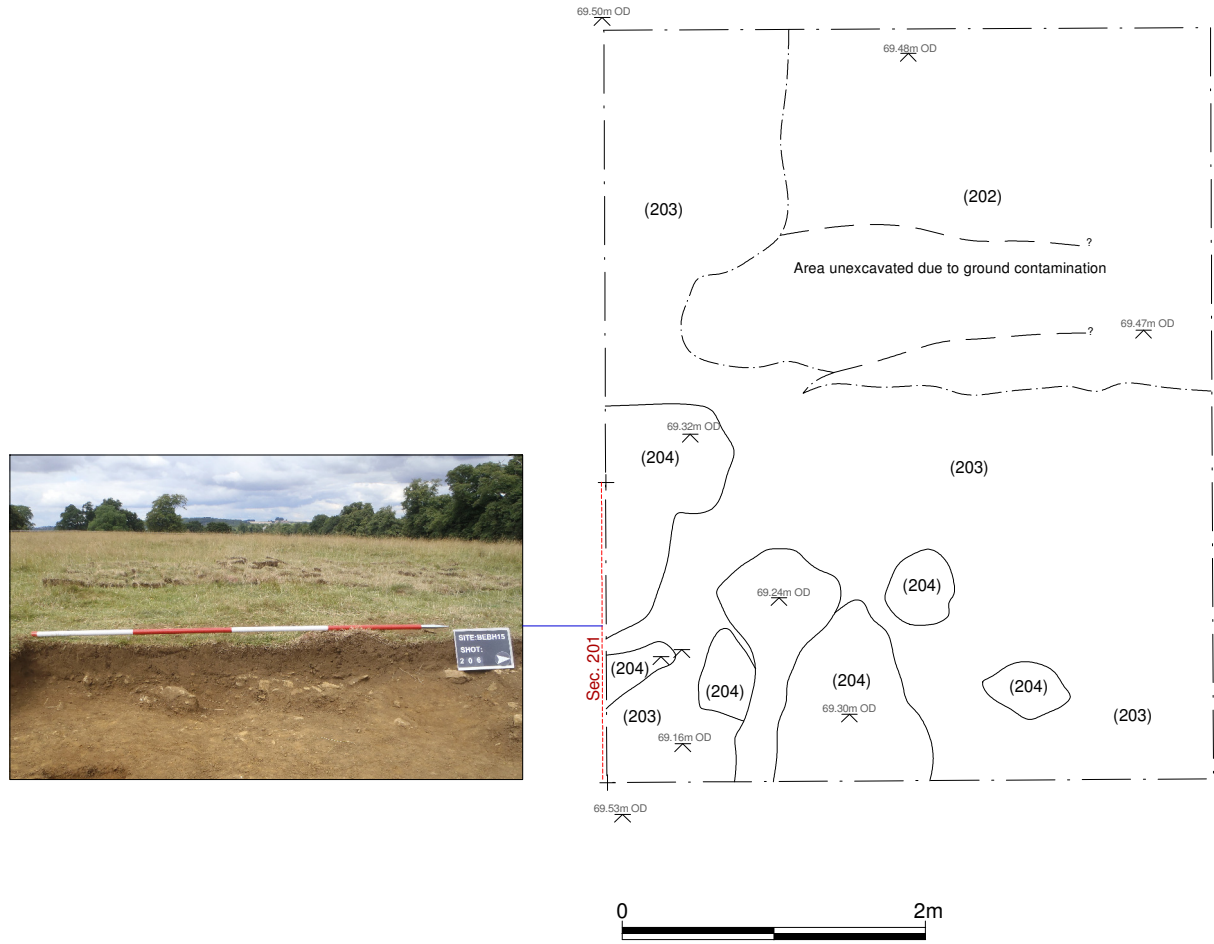 69.50m OD
69.48m OD
(203)
(202)
?
Area unexcavated due to ground contamination
69.47m OD
?
69.32m OD
(204)
(203)
(204)
69.24m OD
SITE:BEBH15
SHOT:
2 0 6
Sec. 201
(204)
(204)
(204)
(204)
69.30m OD
(203)
(203)
69.16m OD
69.53m OD
0
2m